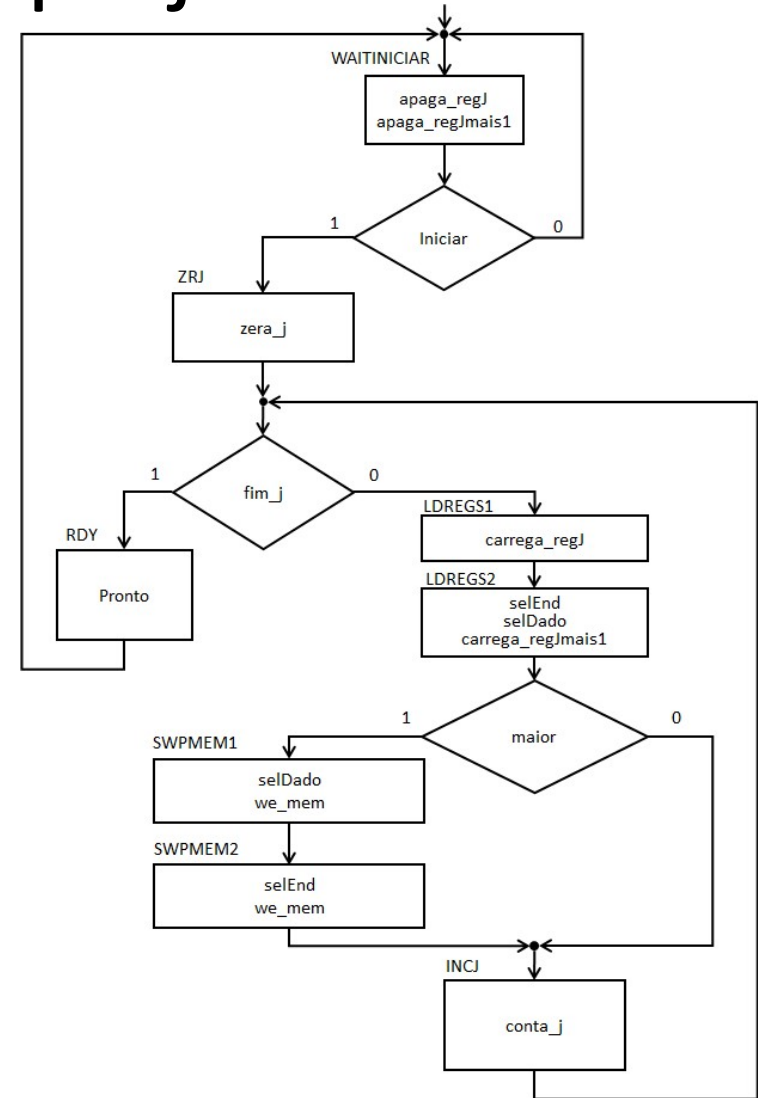 WAITINICIAR
apaga_regJ
apaga_regJmais1
Iniciar
1
0
ZRJ
zera_j
fim_j
1
0
RDY
Pronto
LDREGS1
carrega_regJ
LDREGS2
selEnd
selDado
carrega_regJmais1
maior
1
0
SWPMEM1
selDado
we_mem
SWPMEM2
selEnd
we_mem
INCJ
conta_j